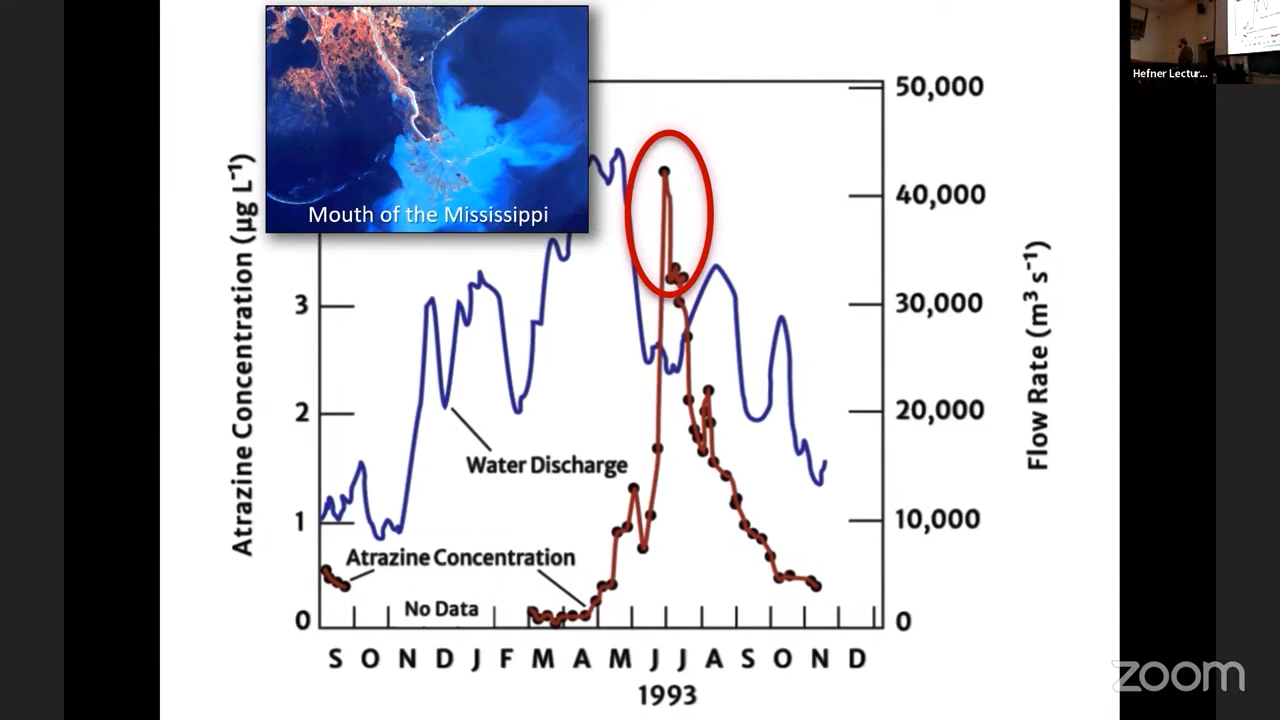 Mouth of the Mississippi
Atrazine Concentration (µg L⁻¹)
3
2
1
0
50,000
40,000
30,000
20,000
10,000
0
Flow Rate (m³ s⁻¹)
Water Discharge
Atrazine Concentration
No Data
S O N D J F M A M J J A S O N D
1993
Hefner Lectur...
zoom